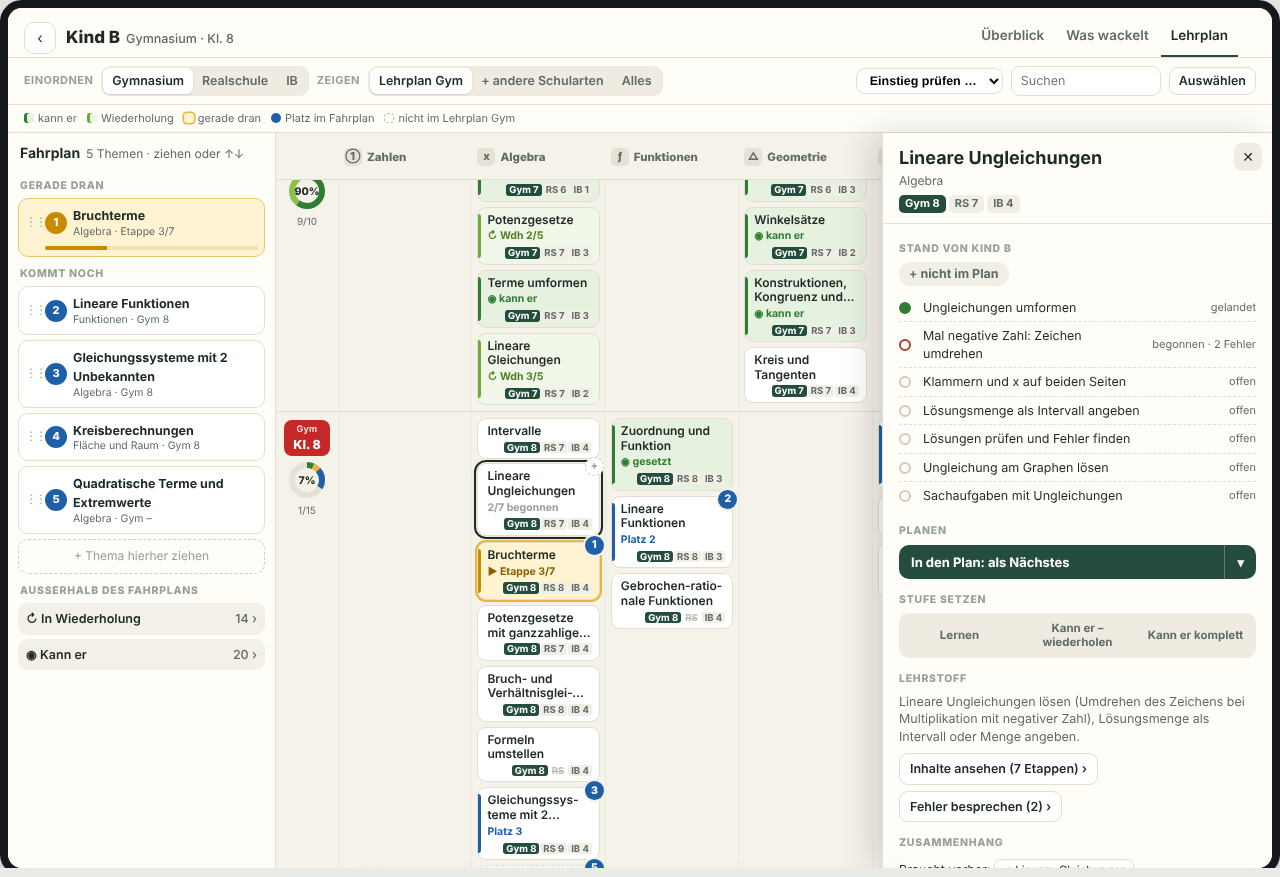 ‹ Kind B Gymnasium · Kl. 8
Überblick Was wackelt Lehrplan
EINORDNEN Gymnasium Realschule IB ZEIGEN Lehrplan Gym + andere Schularten Alles Einstieg prüfen ... Suchen Auswählen
kann er Wiederholung gerade dran Platz im Fahrplan nicht im Lehrplan Gym
Fahrplan 5 Themen · ziehen oder ↑↓
GERADE DRAN
1 Bruchterme
Algebra · Etappe 3/7
KOMMT NOCH
2 Lineare Funktionen
Funktionen · Gym 8
3 Gleichungssysteme mit 2
Unbekannten
Algebra · Gym 8
4 Kreisberechnungen
Fläche und Raum · Gym 8
5 Quadratische Terme und
Extremwerte
Algebra · Gym –
+ Thema hierher ziehen
AUSSERHALB DES FAHRPLANS
↻ In Wiederholung 14 ›
◉ Kann er 20 ›
1 Zahlen
x Algebra
ƒ Funktionen
△ Geometrie
90%
9/10
Gym 7 RS 6 IB 1
Potenzgesetze
↻ Wdh 2/5
Gym 7 RS 7 IB 3
Terme umformen
◉ kann er
Gym 7 RS 7 IB 3
Lineare
Gleichungen
↻ Wdh 3/5
Gym 7 RS 7 IB 2
Gym 7 RS 6 IB 3
Winkelsätze
◉ kann er
Gym 7 RS 7 IB 2
Konstruktionen,
Kongruenz und...
◉ kann er
Gym 7 RS 7 IB 3
Kreis und
Tangenten
Gym 7 RS 7 IB 4
Gym
Kl. 8
7%
1/15
Intervalle
Gym 8 RS 7 IB 4
+
Lineare
Ungleichungen
2/7 begonnen
Gym 8 RS 7 IB 4
1
Bruchterme
▶ Etappe 3/7
Gym 8 RS 8 IB 4
Potenzgesetze
mit ganzzahlige...
Gym 8 RS 7 IB 4
Bruch- und
Verhältnisglei-...
Gym 8 RS 8 IB 4
Formeln
umstellen
Gym 8 RS IB 4
3
Gleichungssys-
teme mit 2...
Platz 3
Gym 8 RS 9 IB 4
5
Zuordnung und
Funktion
◉ gesetzt
Gym 8 RS 8 IB 3
2
Lineare
Funktionen
Platz 2
Gym 8 RS 8 IB 3
Gebrochen-ratio-
nale Funktionen
Gym 8 RS IB 4
Lineare Ungleichungen ✕
Algebra
Gym 8 RS 7 IB 4
STAND VON KIND B
+ nicht im Plan
Ungleichungen umformen gelandet
Mal negative Zahl: Zeichen
umdrehen begonnen · 2 Fehler
Klammern und x auf beiden Seiten offen
Lösungsmenge als Intervall angeben offen
Lösungen prüfen und Fehler finden offen
Ungleichung am Graphen lösen offen
Sachaufgaben mit Ungleichungen offen
PLANEN
In den Plan: als Nächstes ▼
STUFE SETZEN
Lernen
Kann er –
wiederholen
Kann er komplett
LEHRSTOFF
Lineare Ungleichungen lösen (Umdrehen des Zeichens bei
Multiplikation mit negativer Zahl), Lösungsmenge als
Intervall oder Menge angeben.
Inhalte ansehen (7 Etappen) ›
Fehler besprechen (2) ›
ZUSAMMENHANG